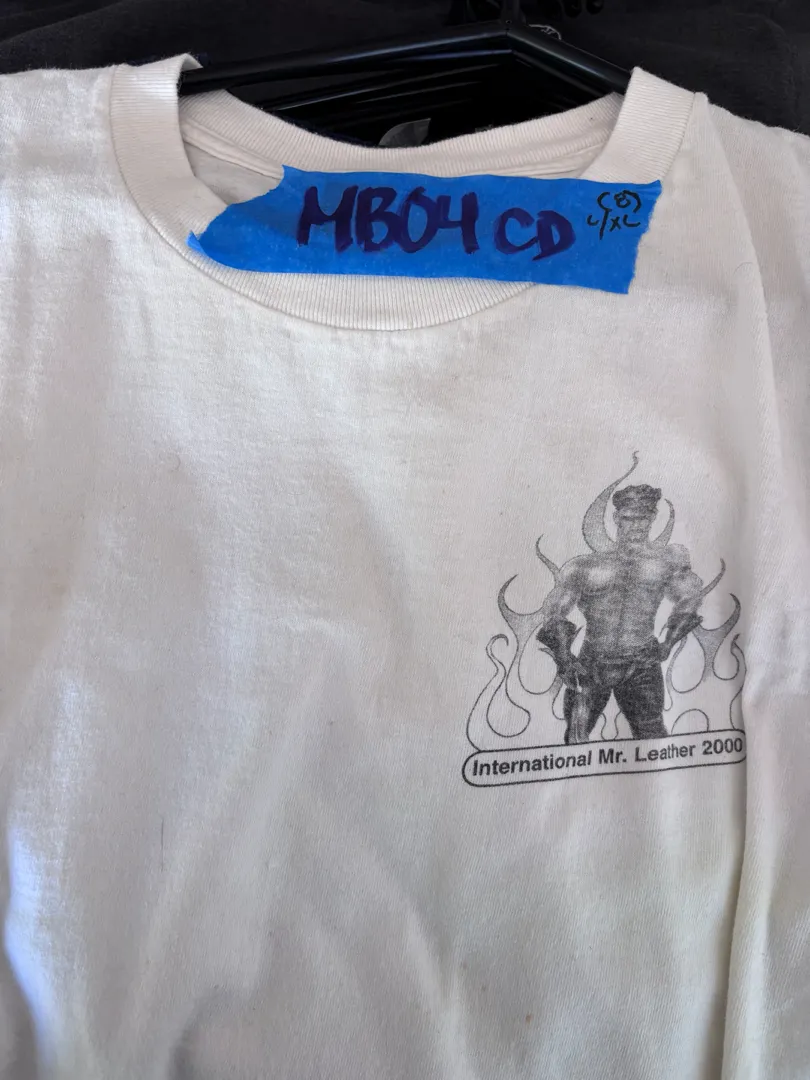 MB04 CD
(8)
L/XL
International Mr. Leather 2000